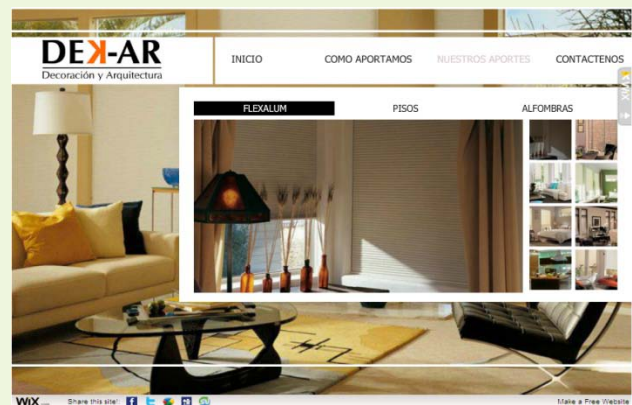 DEK-AR
Decoración y Arquitectura
INICIO
COMO APORTAMOS
NUESTROS APORTES
CONTACTENOS
WiX +
FLEXALUM
PISOS
ALFOMBRAS
WiX
Share this site:
Make a Free Website